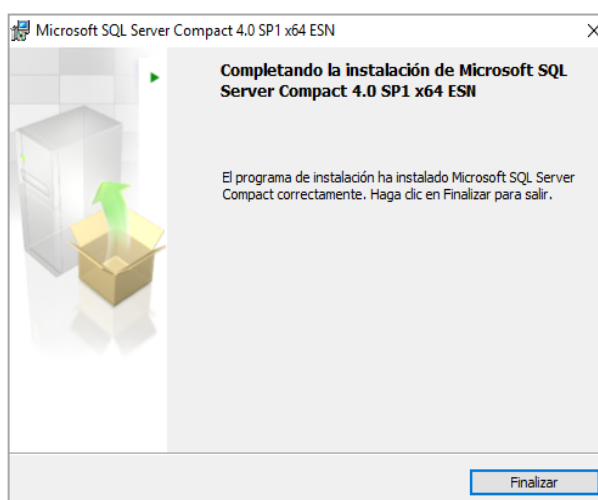 Microsoft SQL Server Compact 4.0 SP1 x64 ESN
Completando la instalación de Microsoft SQL
Server Compact 4.0 SP1 x64 ESN
El programa de instalación ha instalado Microsoft SQL Server
Compact correctamente. Haga clic en Finalizar para salir.
Finalizar